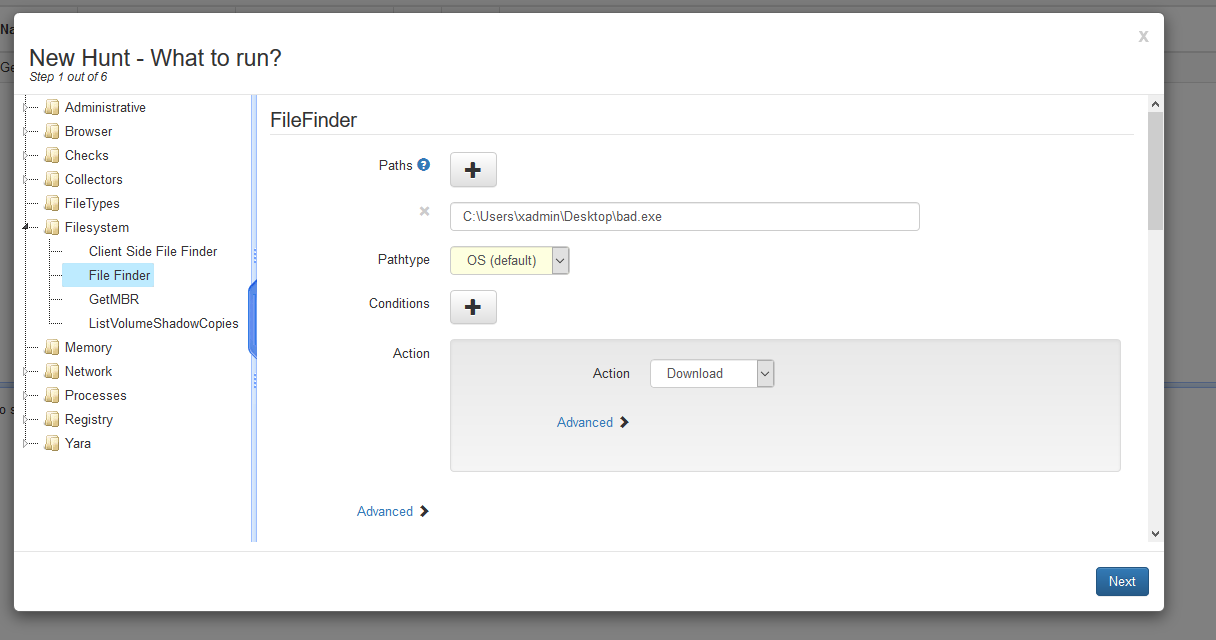 Na
Ge
x
New Hunt - What to run?
Step 1 out of 6
Administrative
Browser
Checks
Collectors
FileTypes
Filesystem
Client Side File Finder
File Finder
GetMBR
ListVolumeShadowCopies
Memory
Network
Processes
Registry
Yara
FileFinder
Paths ?
C:\Users\xadmin\Desktop\bad.exe
Pathtype OS (default)
Conditions
Action
Action Download
Advanced
Advanced
o s
Next